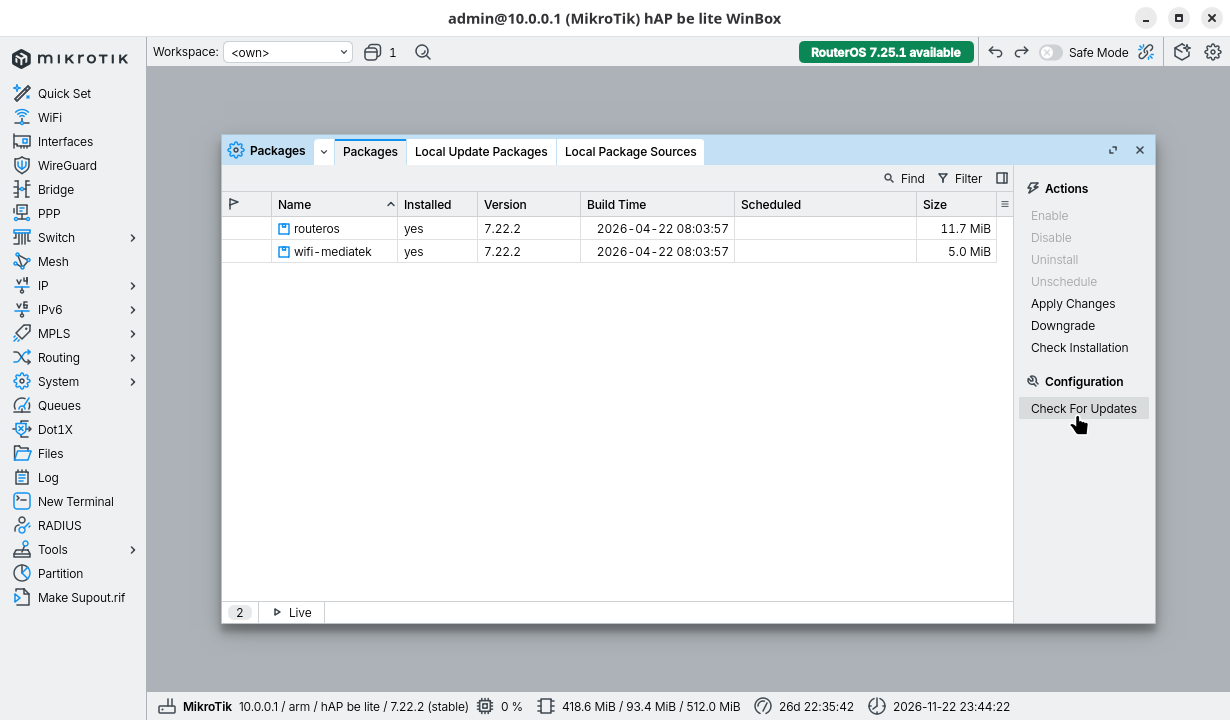 admin@10.0.0.1 (MikroTik) hAP be lite WinBox
mikrotik
Workspace: <own> 1 RouterOS 7.25.1 available Safe Mode
Quick Set
WiFi
Interfaces
WireGuard
Bridge
PPP
Switch
Mesh
IP
IPv6
MPLS
Routing
System
Queues
Dot1X
Files
Log
New Terminal
RADIUS
Tools
Partition
Make Supout.rif
Packages Packages Local Update Packages Local Package Sources
Find Filter
Name Installed Version Build Time Scheduled Size
routeros yes 7.22.2 2026-04-22 08:03:57 11.7 MiB
wifi-mediatek yes 7.22.2 2026-04-22 08:03:57 5.0 MiB
2 Live
Actions
Enable
Disable
Uninstall
Unschedule
Apply Changes
Downgrade
Check Installation
Configuration
Check For Updates
MikroTik 10.0.0.1 / arm / hAP be lite / 7.22.2 (stable) 0 % 418.6 MiB / 93.4 MiB / 512.0 MiB 26d 22:35:42 2026-11-22 23:44:22